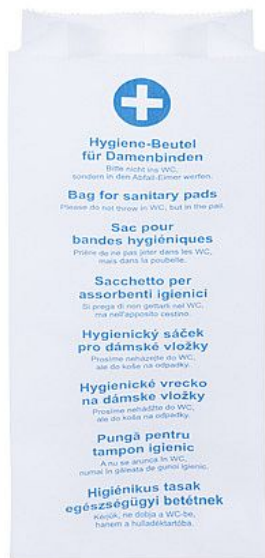 Hygiene-Beutel
für Damenbinden
Bitte nicht ins WC,
sondern in den Abfall-Eimer werfen.
Bag for sanitary pads
Please do not throw in WC, but in the pail.
Sac pour
bandes hygiéniques
Prière de ne pas jeter dans les WC,
mais dans la poubelle.
Sacchetto per
assorbenti igienici
Si prega di non gettarli nel WC,
ma nell'apposito cestino.
Hygienický sáček
pro dámské vložky
Prosíme neházejte do WC,
ale do koše na odpadky.
Hygienické vrecko
na dámske vložky
Prosíme nehádžte do WC,
ale do koša na odpadky.
Pungă pentru
tampon igienic
A nu se arunca în WC,
numai în găleata de gunoi igienic.
Higiénikus tasak
egészségügyi betétnek
Kérjük, ne dobja a WC-be,
hanem a hulladéktartóba.